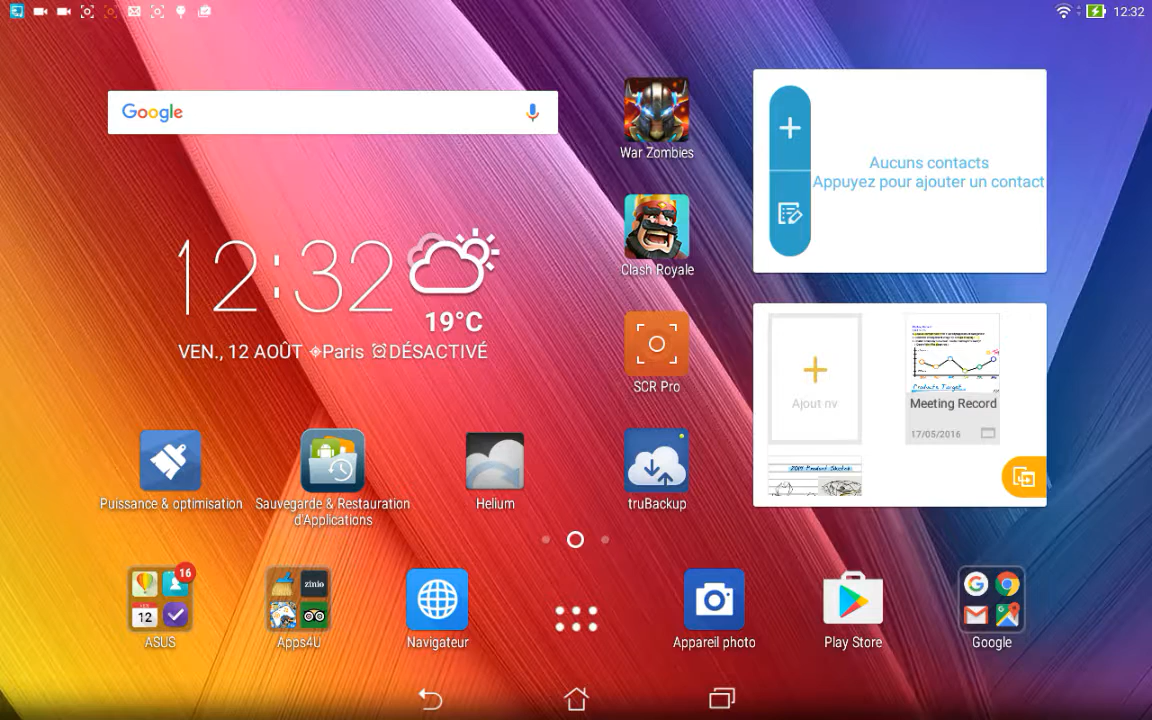 12:32
Google
12:32
19°C
VEN., 12 AOÛT Paris DÉSACTIVÉ
War Zombies
Clash Royale
SCR Pro
Aucuns contacts
Appuyez pour ajouter un contact
Ajout nv
Meeting Record
17/05/2016
Puissance & optimisation
Sauvegarde & Restauration
d'Applications
Helium
truBackup
16
12
zinio
ASUS
Apps4U
Navigateur
Appareil photo
Play Store
Google